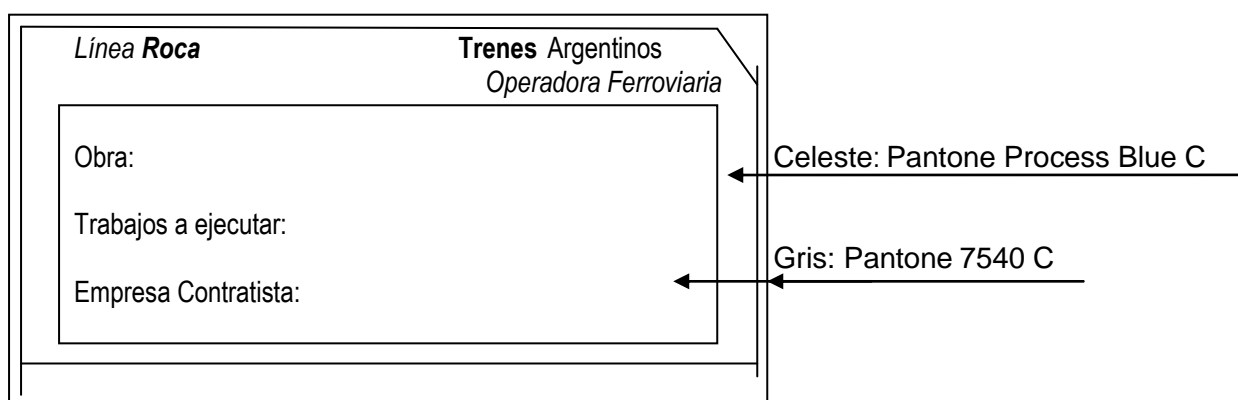 Línea Roca Trenes Argentinos
Operadora Ferroviaria
Obra:
Celeste: Pantone Process Blue C
Trabajos a ejecutar:
Gris: Pantone 7540 C
Empresa Contratista: